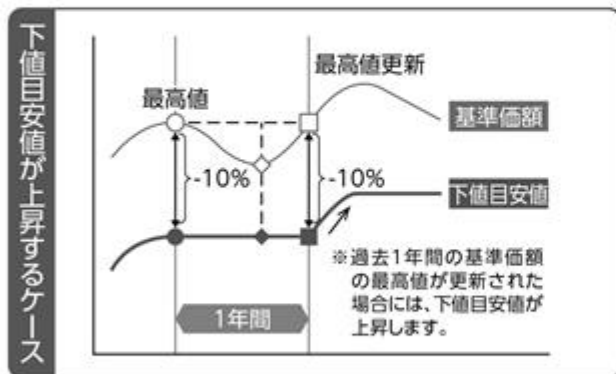 下値目安値が上昇するケース
最高値更新
最高値
基準価額
-10%
-10%
下値目安値
※過去1年間の基準価額
の最高値が更新された
場合には、下値目安値が
上昇します。
1年間